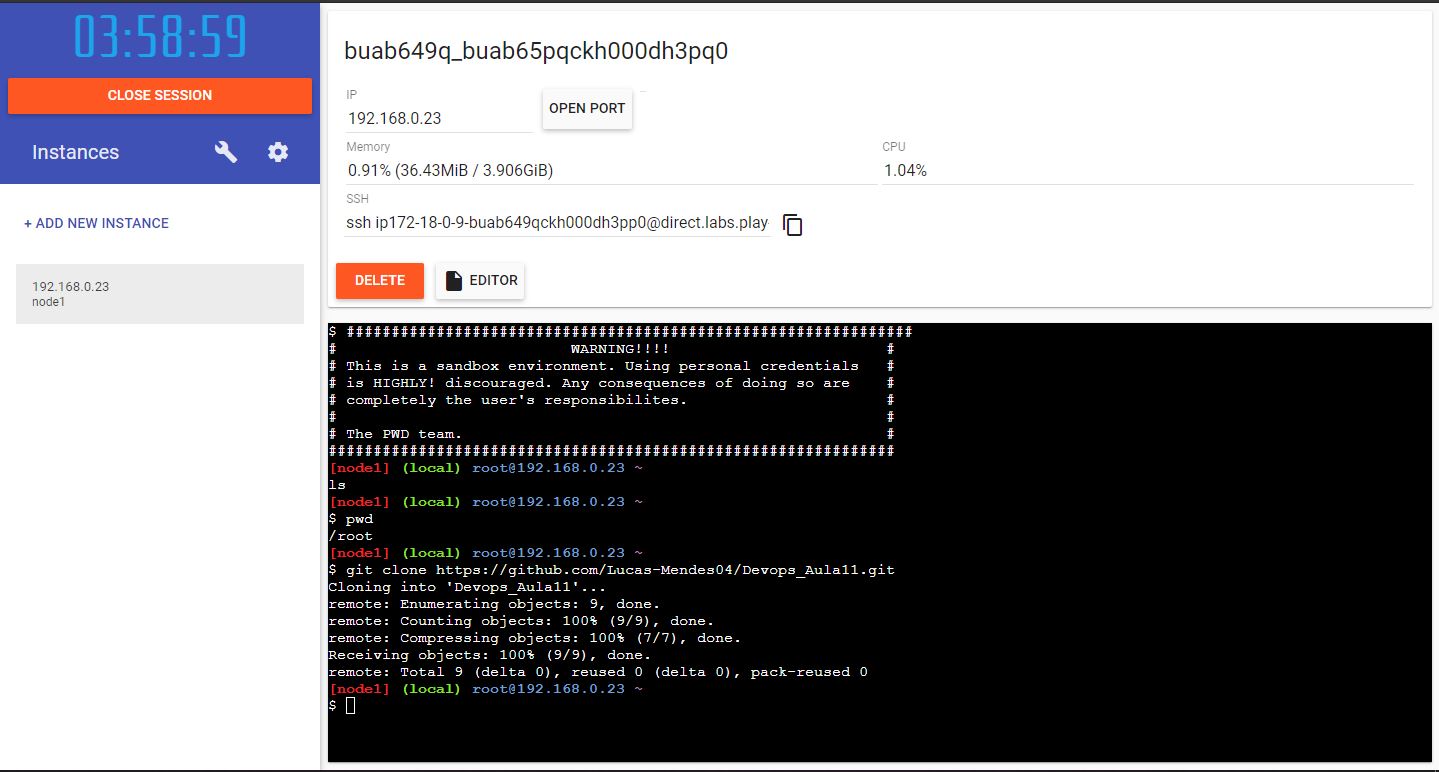 03:58:59
CLOSE SESSION
Instances
+ ADD NEW INSTANCE
192.168.0.23
node1
buab649q_buab65pqckh000dh3pq0
IP
192.168.0.23
OPEN PORT
Memory
0.91% (36.43MiB / 3.906GiB)
CPU
1.04%
SSH
ssh ip172-18-0-9-buab649qckh000dh3pp0@direct.labs.play
DELETE
EDITOR
$ ###############################################################
# WARNING!!!! #
# This is a sandbox environment. Using personal credentials #
# is HIGHLY! discouraged. Any consequences of doing so are #
# completely the user's responsibilites. #
# #
# The PWD team. #
###############################################################
[node1] (local) root@192.168.0.23 ~
ls
[node1] (local) root@192.168.0.23 ~
$ pwd
/root
[node1] (local) root@192.168.0.23 ~
$ git clone https://github.com/Lucas-Mendes04/Devops_Aula11.git
Cloning into 'Devops_Aula11'...
remote: Enumerating objects: 9, done.
remote: Counting objects: 100% (9/9), done.
remote: Compressing objects: 100% (7/7), done.
Receiving objects: 100% (9/9), done.
remote: Total 9 (delta 0), reused 0 (delta 0), pack-reused 0
[node1] (local) root@192.168.0.23 ~
$